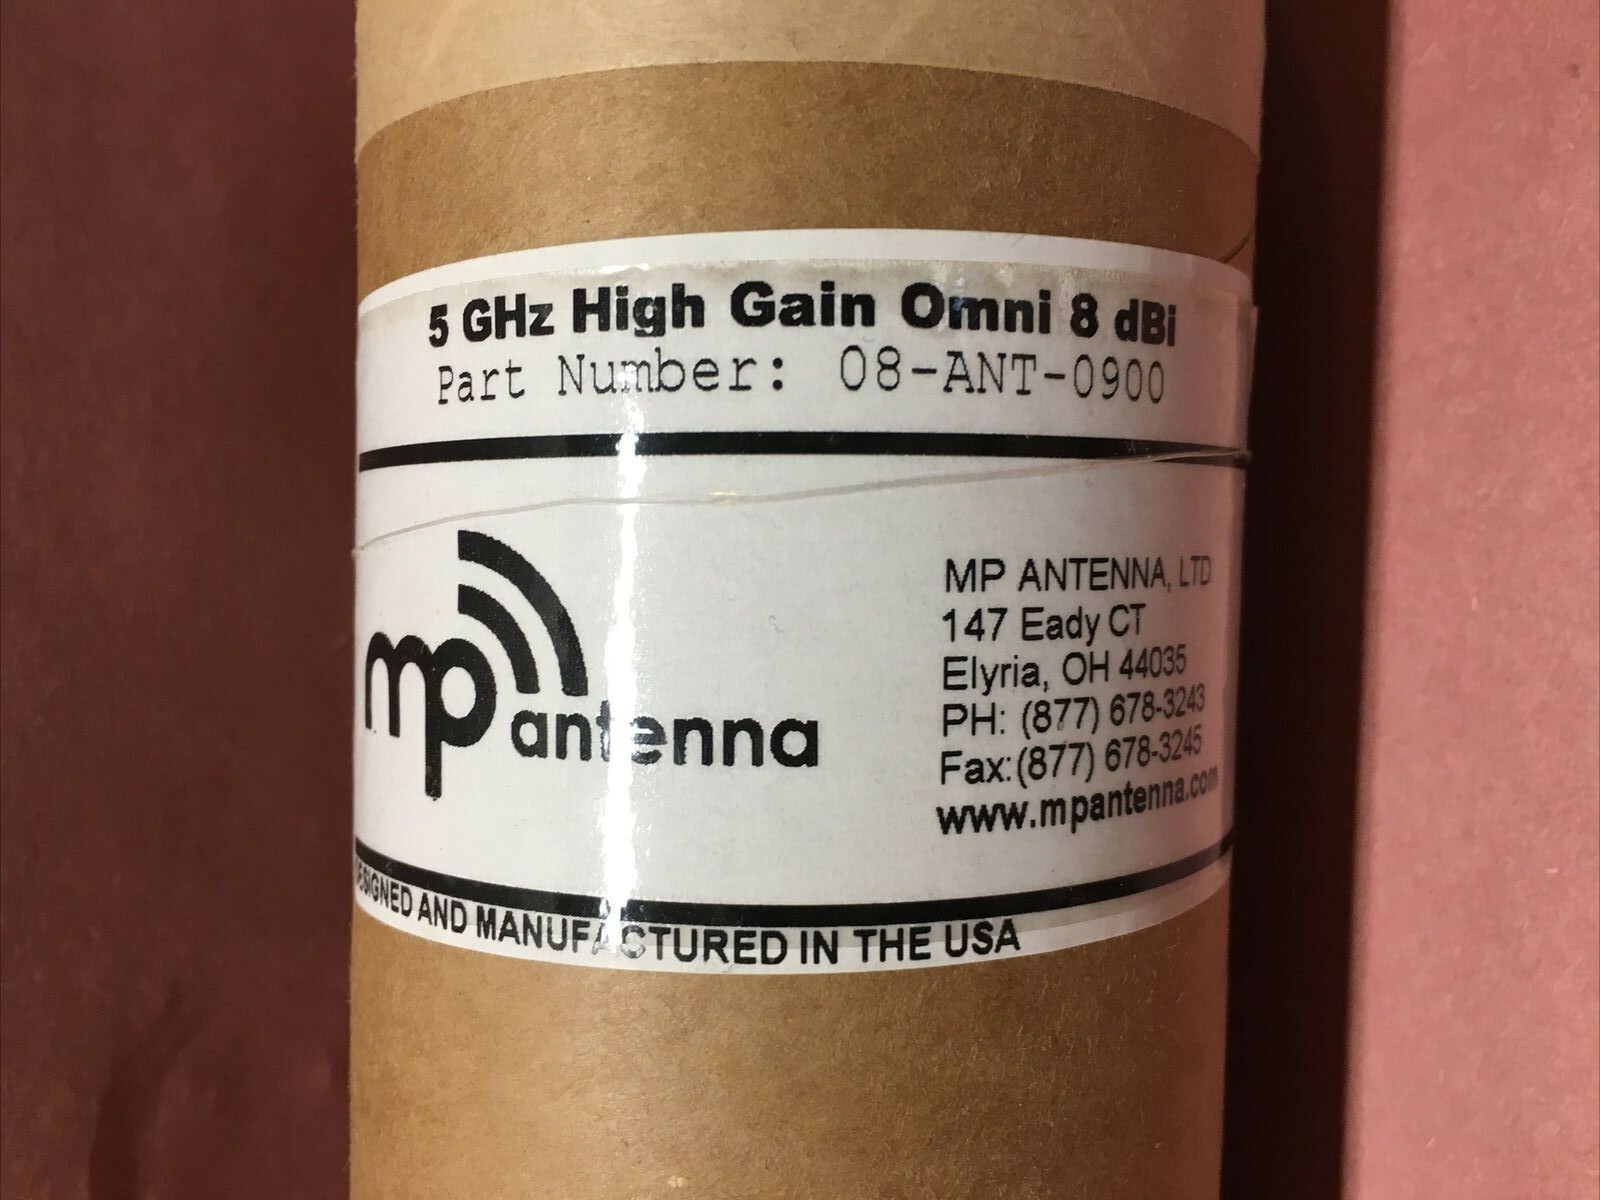 5 GHz High Gain Omni 8 dBi
Part Number: 08-ANT-0900
mp antenna
MP ANTENNA, LTD
147 Eady CT
Elyria, OH 44035
PH: (877) 678-3243
Fax:(877) 678-3245
www.mpantenna.com
DESIGNED AND MANUFACTURED IN THE USA